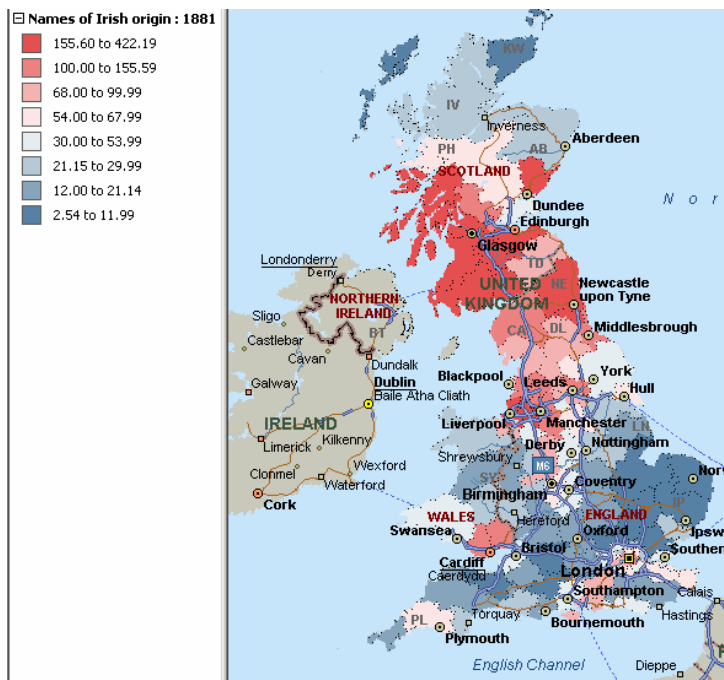 Names of Irish origin : 1881
155.60 to 422.19
100.00 to 155.59
68.00 to 99.99
54.00 to 67.99
30.00 to 53.99
21.15 to 29.99
12.00 to 21.14
2.54 to 11.99
KW
IV
Inverness
PH
AB
Aberdeen
SCOTLAND
Dundee
Edinburgh
N o r
Glasgow
Londonderry
Derry
TD
UNITED
KINGDOM
NE
Newcastle
upon Tyne
NORTHERN
IRELAND
Sligo
BT
CA
DL
Middlesbrough
Castlebar
Cavan
Dundalk
Galway
Dublin
Baile Atha Cliath
Blackpool
Leeds
York
Hull
IRELAND
Liverpool
Manchester
LN
Limerick
Kilkenny
Derby
Nottingham
Shrewsbury
Clonmel
Wexford
Waterford
SY
M6
Nor
Birmingham
Coventry
IP
Cork
WALES
Hereford
ENGLAND
Swansea
Oxford
Ipsw
Cardiff
Caerdydd
Bristol
London
Southen
Southampton
Calais
PL
Torquay
Bournemouth
Hastings
Plymouth
English Channel
Dieppe